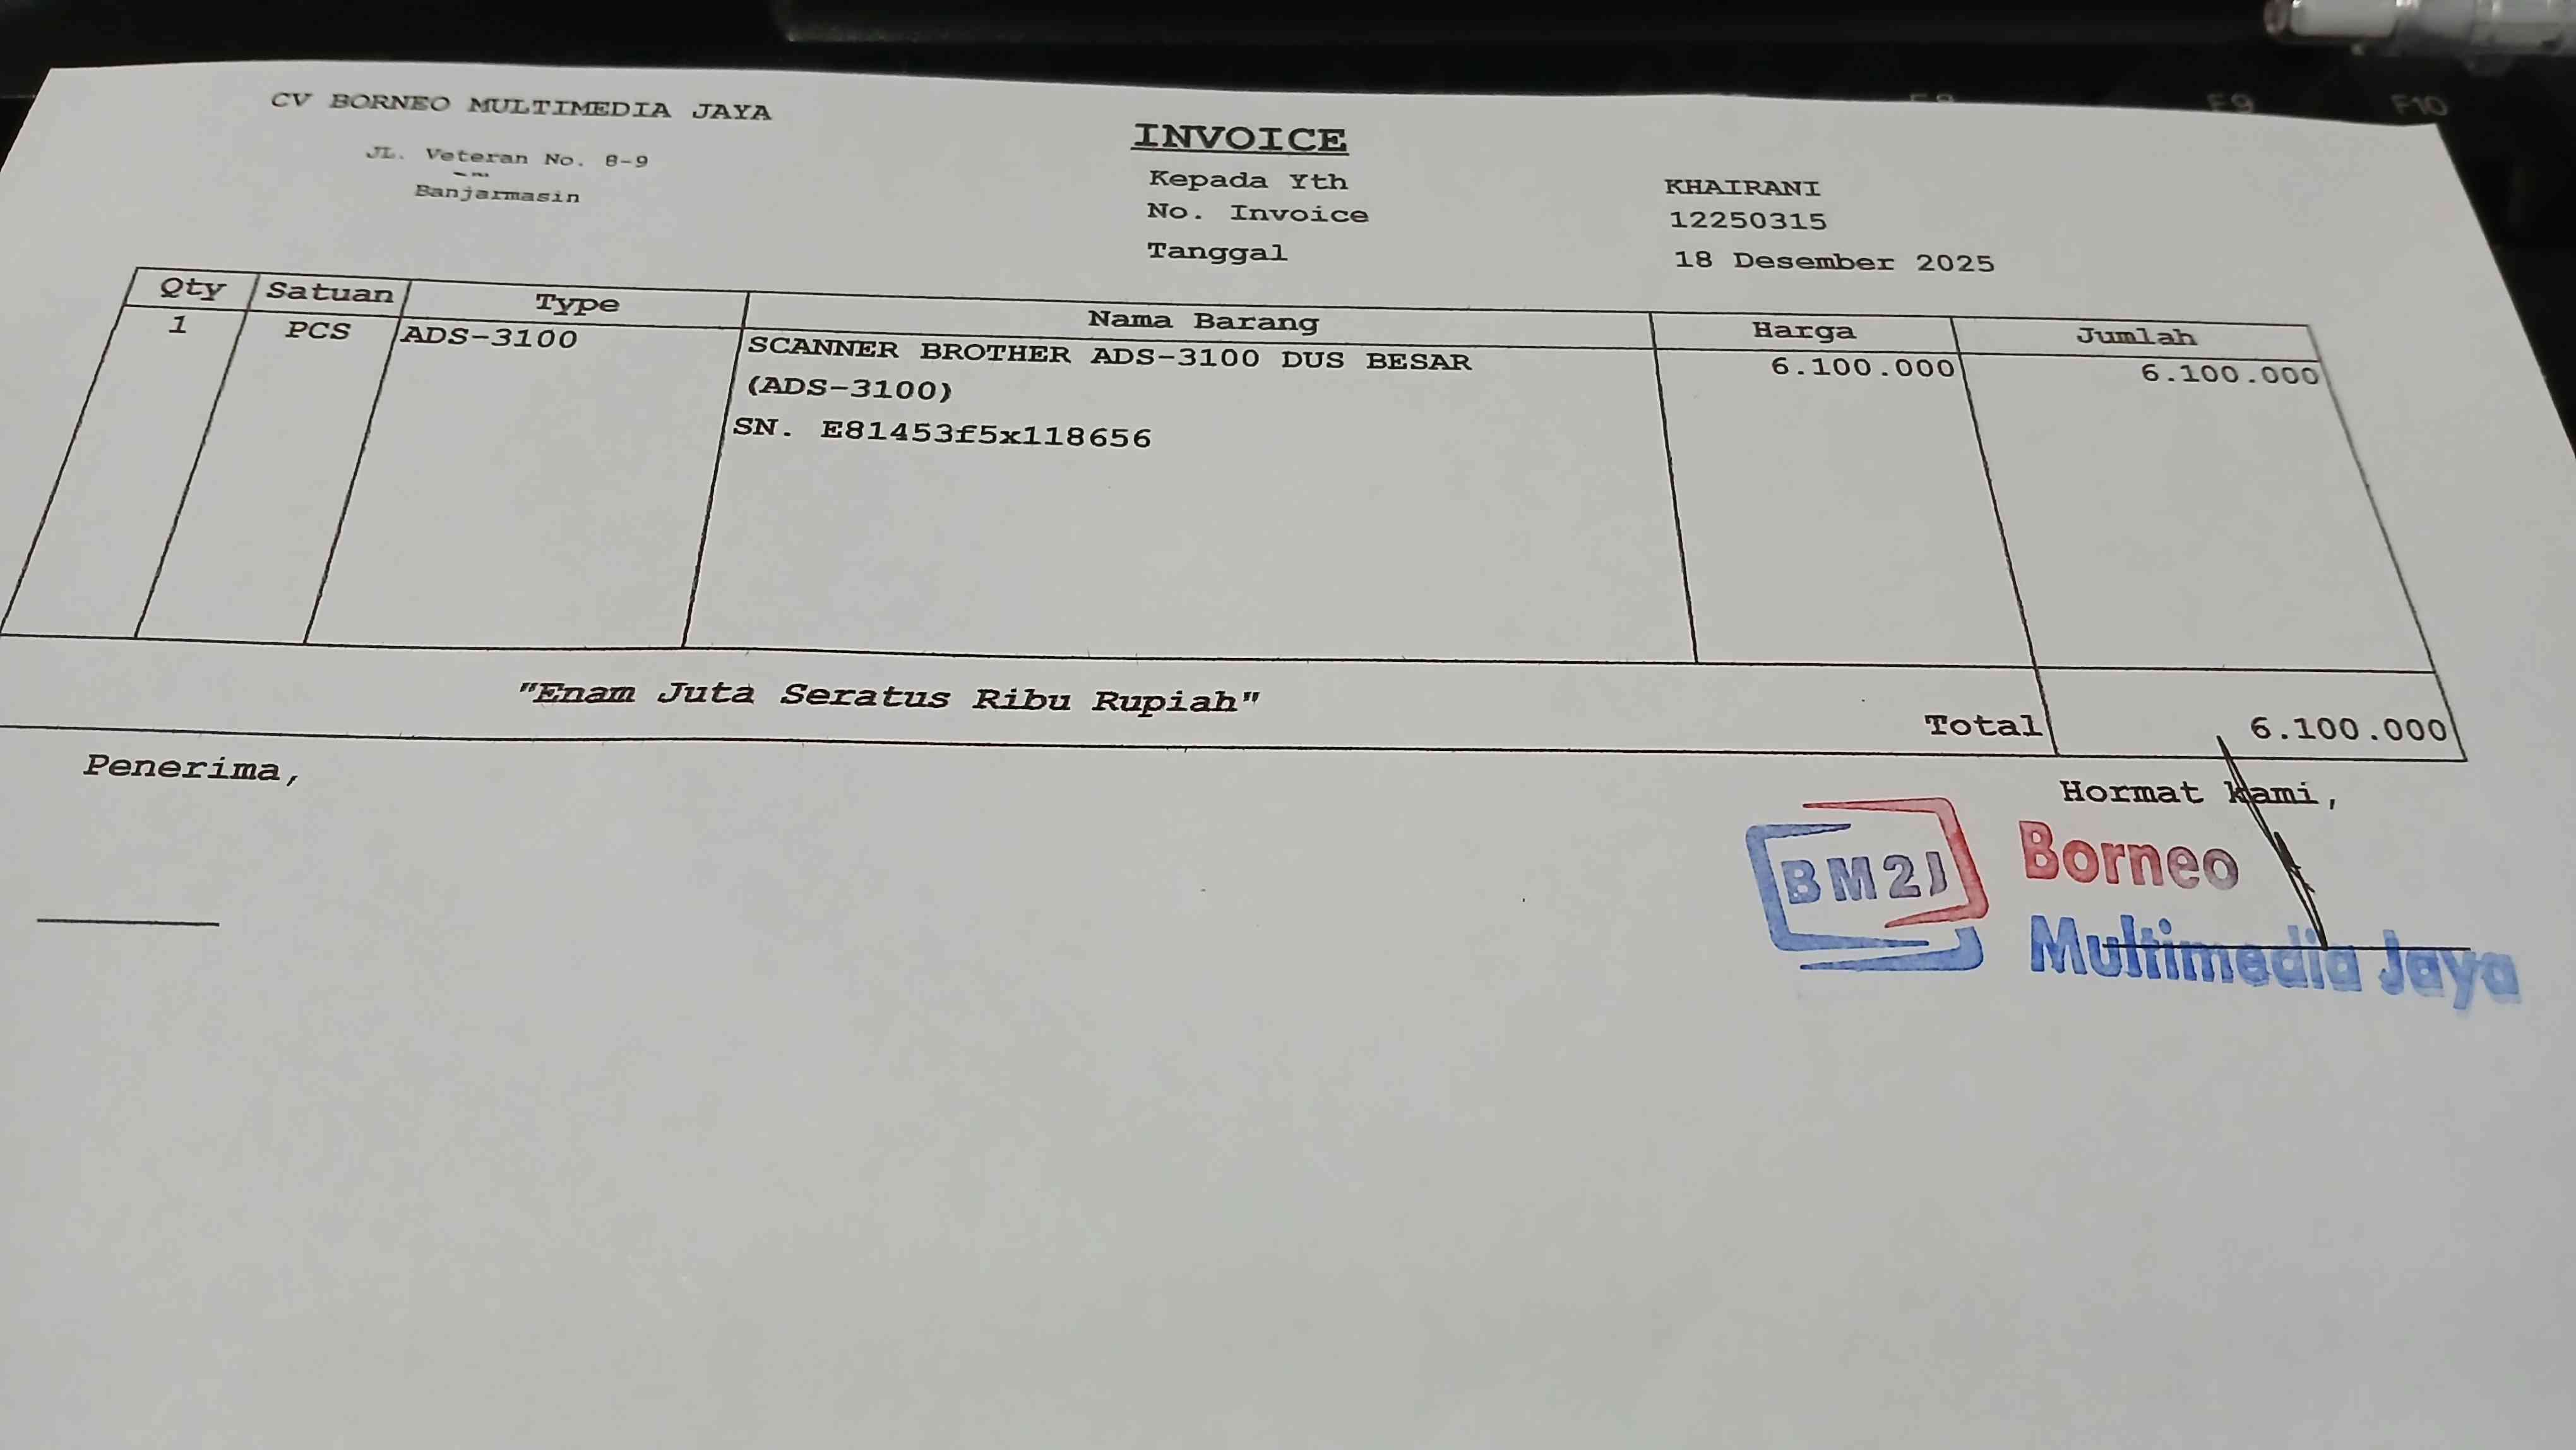 CV BORNEO MULTIMEDIA JAYA
JL. Veteran No. 8-9
Banjarmasin
INVOICE
Kepada Yth KHAIRANI
No. Invoice 12250315
Tanggal 18 Desember 2025
Qty Satuan Type Nama Barang Harga Jumlah
1 PCS ADS-3100 SCANNER BROTHER ADS-3100 DUS BESAR 6.100.000 6.100.000
(ADS-3100)
SN. E81453f5x118656
"Enam Juta Seratus Ribu Rupiah"
Total 6.100.000
Penerima,
Hormat kami,
BM2J Borneo
Multimedia Jaya
F9 F10